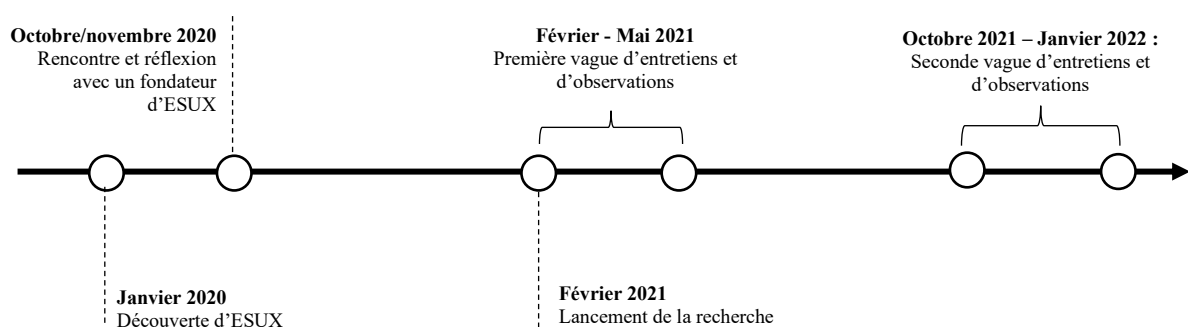 Octobre/novembre 2020
Rencontre et réflexion
avec un fondateur
d’ESUX
Février - Mai 2021
Première vague d’entretiens et
d’observations
Octobre 2021 – Janvier 2022 :
Seconde vague d’entretiens et
d’observations
Janvier 2020
Découverte d’ESUX
Février 2021
Lancement de la recherche